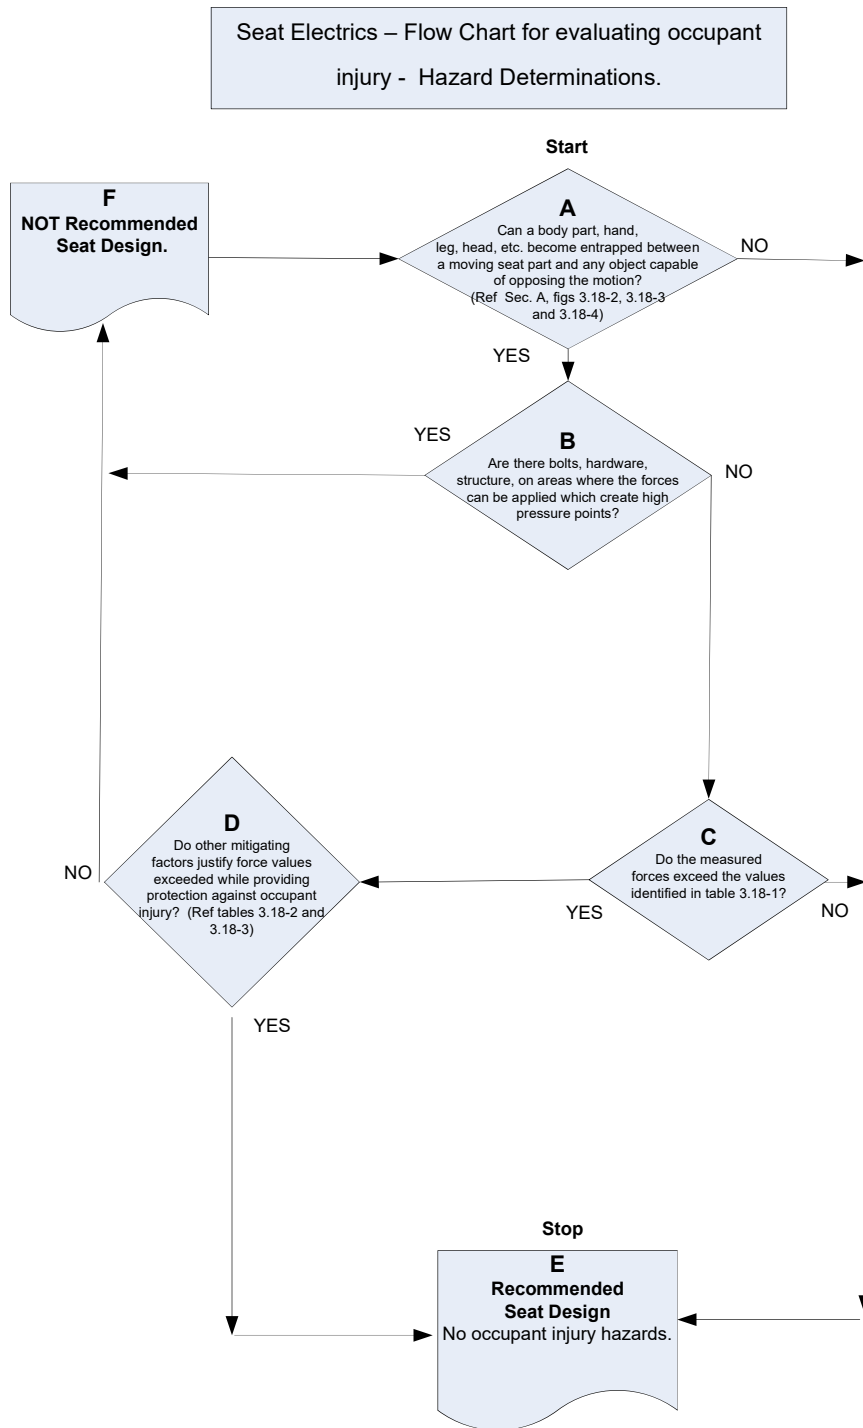 Seat Electrics – Flow Chart for evaluating occupant
injury -  Hazard Determinations.
Start
F
NOT Recommended
Seat Design.
A
Can a body part, hand,
leg, head, etc. become entrapped between
a moving seat part and any object capable
of opposing the motion?
(Ref  Sec. A, figs 3.18-2, 3.18-3
and 3.18-4)
NO
YES
YES
B
Are there bolts, hardware,
structure, on areas where the forces
can be applied which create high
pressure points?
NO
D
Do other mitigating
factors justify force values
exceeded while providing
protection against occupant
injury?  (Ref tables 3.18-2 and
3.18-3)
NO
YES
C
Do the measured
forces exceed the values
identified in table 3.18-1?
YES
NO
Stop
E
Recommended
Seat Design
No occupant injury hazards.